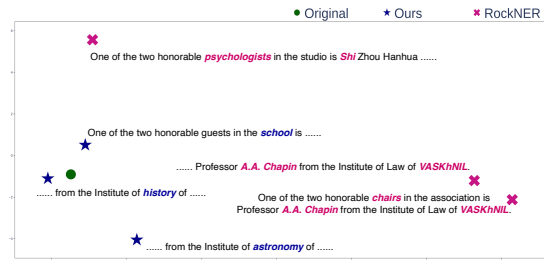 Original Ours RockNER
One of the two honorable psychologists in the studio is Shi Zhou Hanhua ......
One of the two honorable guests in the school is ......
...... Professor A.A. Chapin from the Institute of Law of VASKhNIL.
...... from the Institute of history of ......
One of the two honorable chairs in the association is
Professor A.A. Chapin from the Institute of Law of VASKhNIL.
...... from the Institute of astronomy of ......